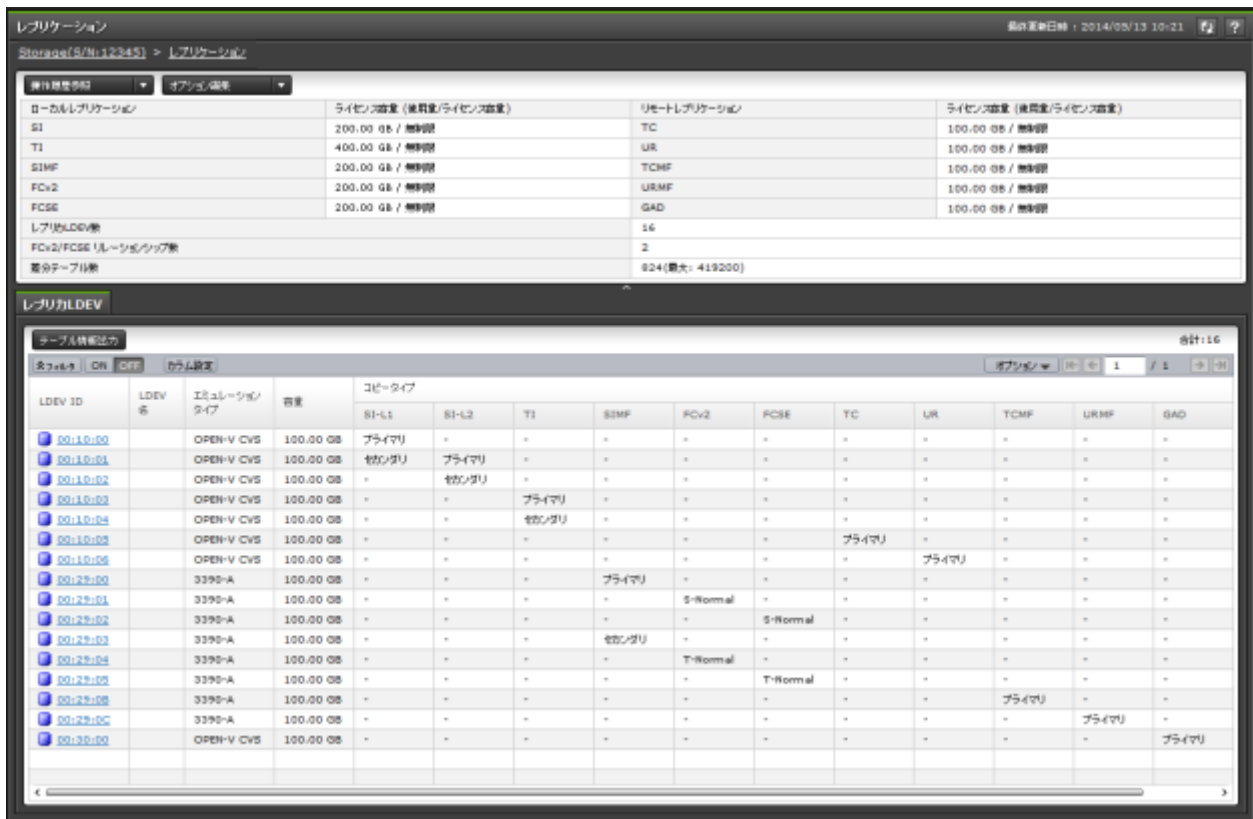 レプリケーション 最終更新日時 : 2014/05/13 10:21 ?
Storage(S/N:12345) > レプリケーション
操作履歴参照 オプション編集
ローカルレプリケーション ライセンス容量 (使用量/ライセンス容量) リモートレプリケーション ライセンス容量 (使用量/ライセンス容量)
SI 200.00 GB / 無制限 TC 100.00 GB / 無制限
TI 400.00 GB / 無制限 UR 100.00 GB / 無制限
SIMF 200.00 GB / 無制限 TCMF 100.00 GB / 無制限
FCv2 200.00 GB / 無制限 URMF 100.00 GB / 無制限
FCSE 200.00 GB / 無制限 GAD 100.00 GB / 無制限
レプリカLDEV数 16
FCv2/FCSE リレーションシップ数 2
差分テーブル数 824(最大: 419200)
レプリカLDEV
テーブル情報出力 合計:16
全フィルタ ON OFF カラム設定 オプション 1 / 1
LDEV ID LDEV名 エミュレーションタイプ 容量 コピータイプ
SI-L1 SI-L2 TI SIMF FCv2 FCSE TC UR TCMF URMF GAD
00:10:00 OPEN-V CVS 100.00 GB プライマリ - - - - - - - - - -
00:10:01 OPEN-V CVS 100.00 GB セカンダリ プライマリ - - - - - - - - -
00:10:02 OPEN-V CVS 100.00 GB - セカンダリ - - - - - - - - -
00:10:03 OPEN-V CVS 100.00 GB - - プライマリ - - - - - - - -
00:10:04 OPEN-V CVS 100.00 GB - - セカンダリ - - - - - - - -
00:10:05 OPEN-V CVS 100.00 GB - - - - - - プライマリ - - - -
00:10:06 OPEN-V CVS 100.00 GB - - - - - - - プライマリ - - -
00:29:00 3390-A 100.00 GB - - - プライマリ - - - - - - -
00:29:01 3390-A 100.00 GB - - - - S-Normal - - - - - -
00:29:02 3390-A 100.00 GB - - - - - S-Normal - - - - -
00:29:03 3390-A 100.00 GB - - - セカンダリ - - - - - - -
00:29:04 3390-A 100.00 GB - - - - T-Normal - - - - - -
00:29:05 3390-A 100.00 GB - - - - - T-Normal - - - - -
00:29:0B 3390-A 100.00 GB - - - - - - - - プライマリ - -
00:29:0C 3390-A 100.00 GB - - - - - - - - - プライマリ -
00:30:00 OPEN-V CVS 100.00 GB - - - - - - - - - - プライマリ